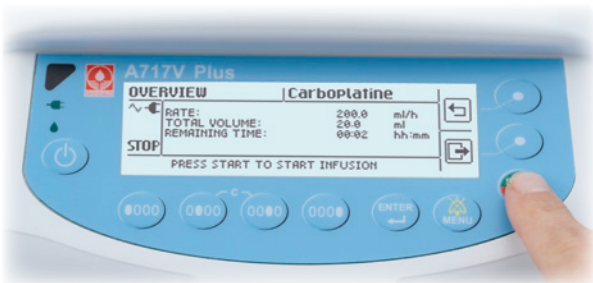 A717V Plus
OVERVIEW Carboplatine
RATE: 200.0 ml/h
TOTAL VOLUME: 20.0 ml
REMAINING TIME: 00:02 hh:mm
STOP
PRESS START TO START INFUSION
0000 0000 C 0000 0000 ENTER MENU